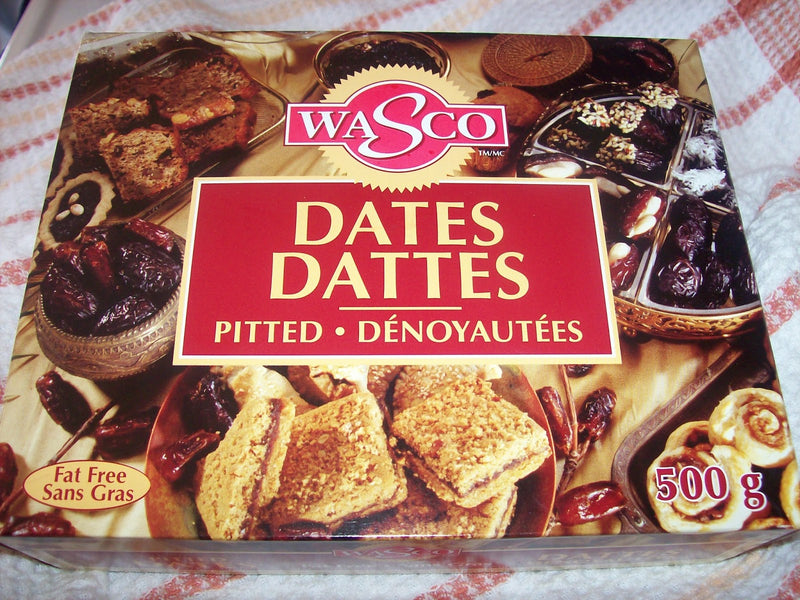 WASCO
TM/MC
DATES
DATTES
PITTED • DÉNOYAUTÉES
Fat Free
Sans Gras
500 g